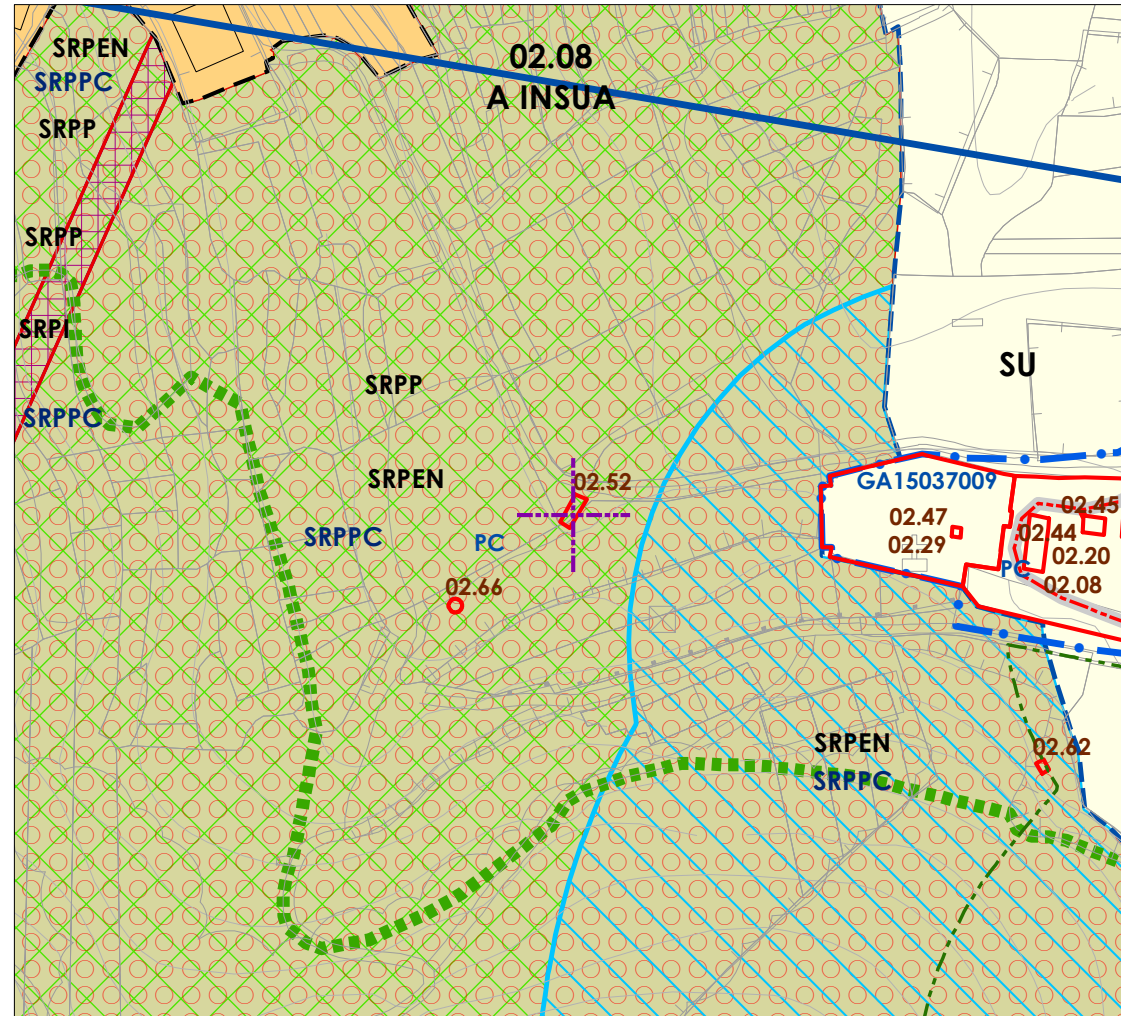 SRPEN
SRPPC
02.08
A INSUA
SRPP
SRPP
SRPI
SRPPC
SRPP
SU
SRPEN
02.52
GA15037009
02.45
02.47
02.44
SRPPC
PC
02.29
02.20
PC
02.08
02.66
SRPEN
02.62
SRPPC